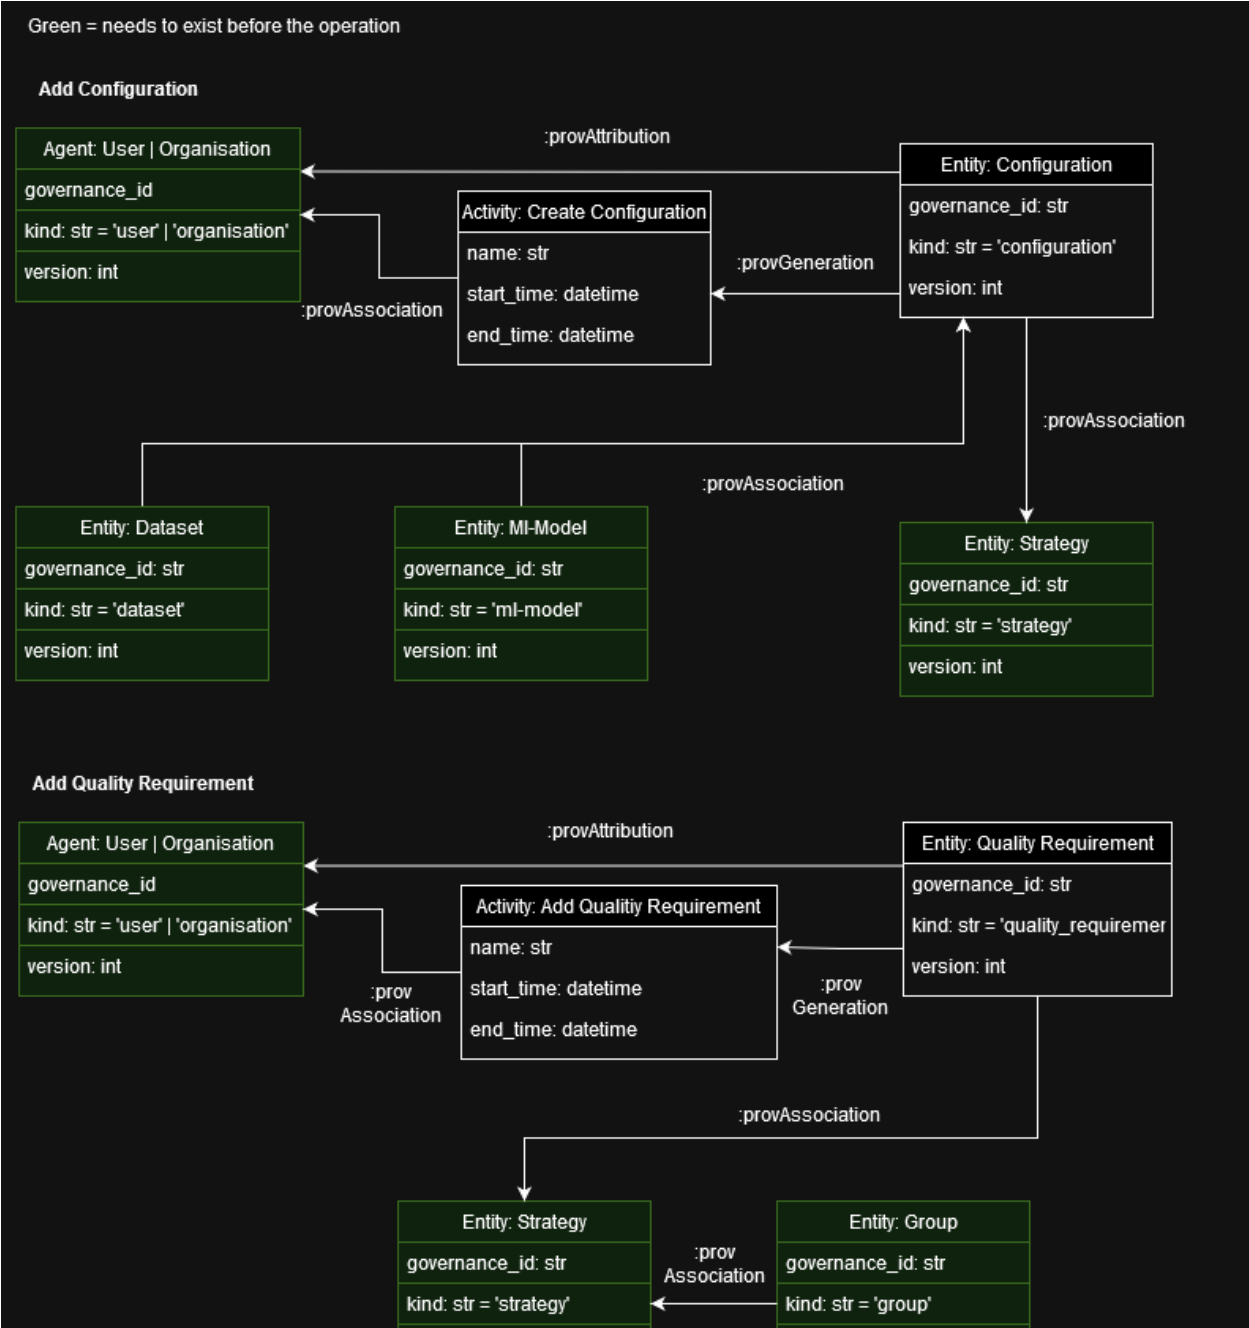 Green = needs to exist before the operation
Add Configuration
:provAttribution
Agent: User | Organisation
governance_id
kind: str = 'user' | 'organisation'
version: int
:provAssociation
Activity: Create Configuration
name: str
start_time: datetime
end_time: datetime
:provGeneration
Entity: Configuration
governance_id: str
kind: str = 'configuration'
version: int
:provAssociation
:provAssociation
Entity: Dataset
governance_id: str
kind: str = 'dataset'
version: int
Entity: Ml-Model
governance_id: str
kind: str = 'ml-model'
version: int
Entity: Strategy
governance_id: str
kind: str = 'strategy'
version: int
Add Quality Requirement
:provAttribution
Agent: User | Organisation
governance_id
kind: str = 'user' | 'organisation'
version: int
:prov
Association
Activity: Add Qualitiy Requirement
name: str
start_time: datetime
end_time: datetime
:prov
Generation
Entity: Quality Requirement
governance_id: str
kind: str = 'quality_requiremer
version: int
:provAssociation
Entity: Strategy
governance_id: str
kind: str = 'strategy'
:prov
Association
Entity: Group
governance_id: str
kind: str = 'group'